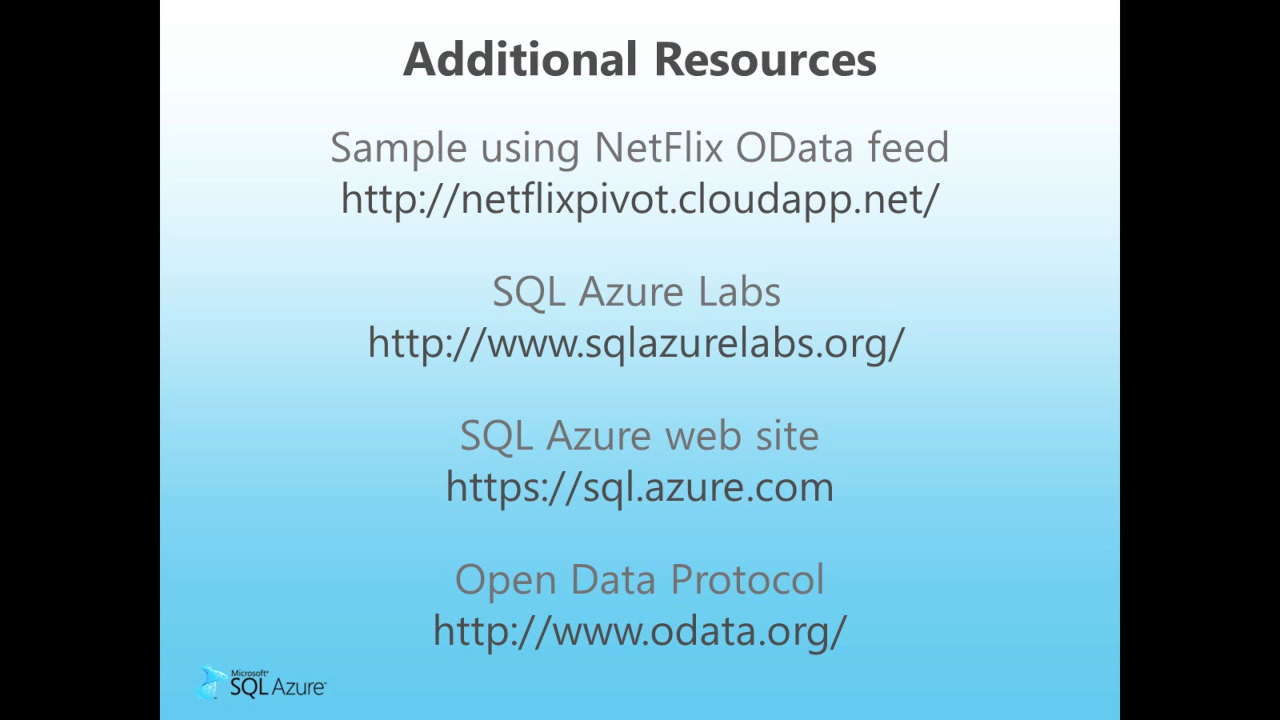 Additional Resources
Sample using NetFlix OData feed
http://netflixpivot.cloudapp.net/
SQL Azure Labs
http://www.sqlazurelabs.org/
SQL Azure web site
https://sql.azure.com
Open Data Protocol
http://www.odata.org/
Microsoft®
SQL Azure™